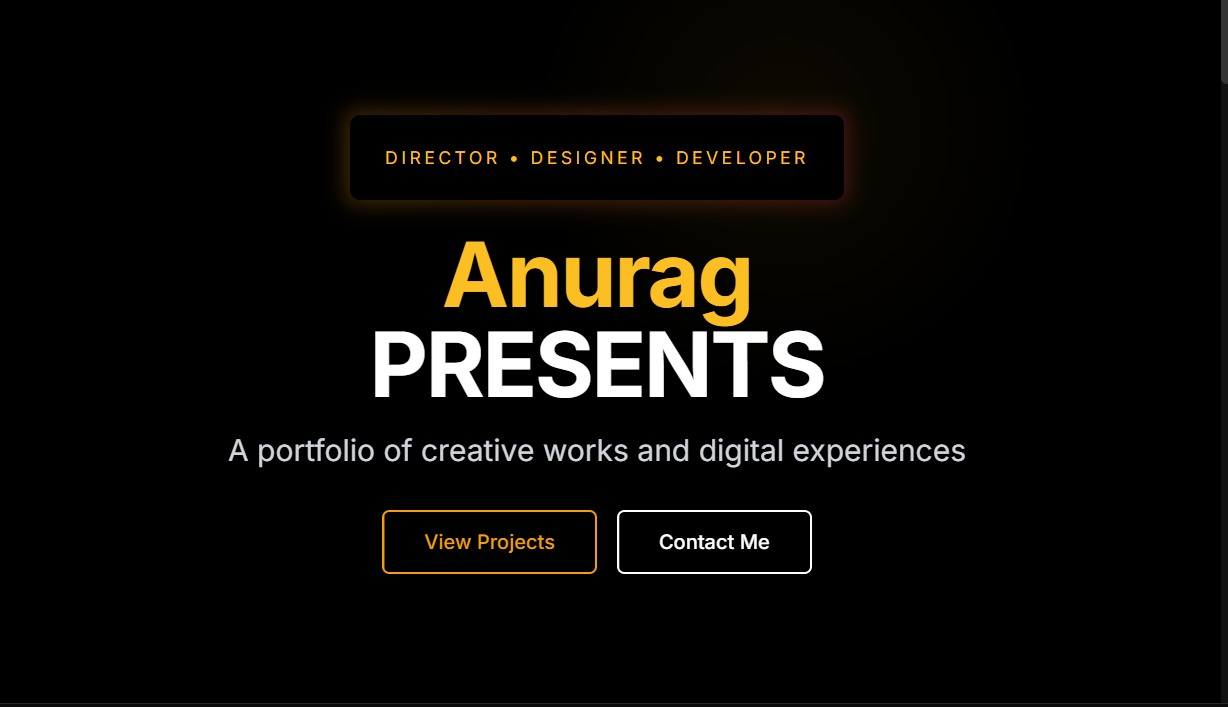 DIRECTOR • DESIGNER • DEVELOPER
Anurag
PRESENTS
A portfolio of creative works and digital experiences
View Projects
Contact Me